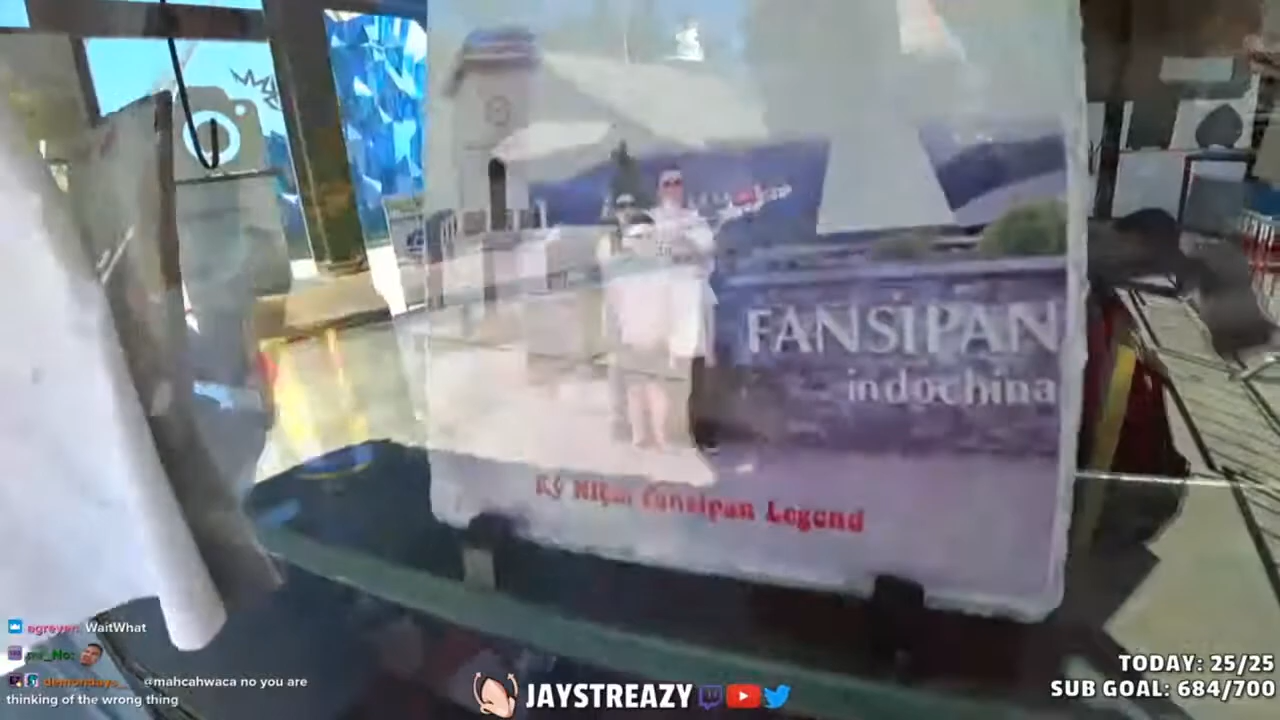 FANSIPAN
indochina
Kỷ Niệm Fansipan Legend
WaitWhat
@mahcahwaca no you are
thinking of the wrong thing
JAYSTREAZY
TODAY: 25/25
SUB GOAL: 684/700